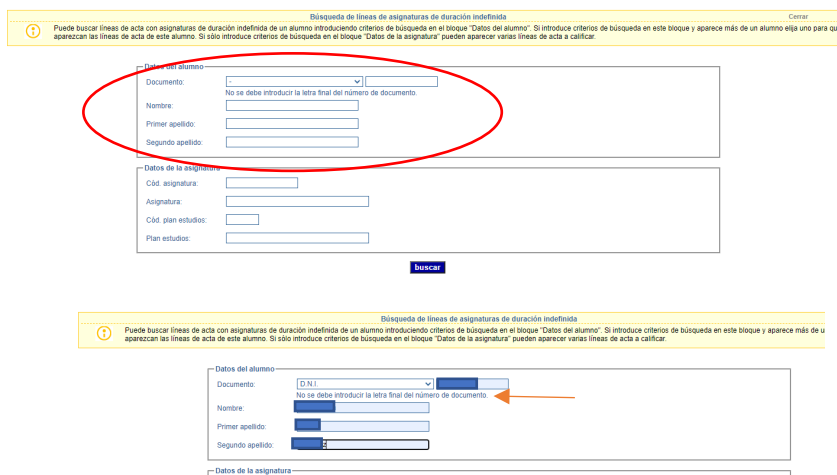 Búsqueda de líneas de asignaturas de duración indefinida
Cerrar
Puede buscar líneas de acta con asignaturas de duración indefinida de un alumno introduciendo criterios de búsqueda en el bloque "Datos del alumno". Si introduce criterios de búsqueda en este bloque y aparece más de un alumno elija uno para qu
aparezcan las líneas de acta de este alumno. Si sólo introduce criterios de búsqueda en el bloque "Datos de la asignatura" pueden aparecer varias líneas de acta a calificar.
Datos del alumno
Documento: -
No se debe introducir la letra final del número de documento.
Nombre:
Primer apellido:
Segundo apellido:
Datos de la asignatura
Cód. asignatura:
Asignatura:
Cód. plan estudios:
Plan estudios:
buscar
Búsqueda de líneas de asignaturas de duración indefinida
Puede buscar líneas de acta con asignaturas de duración indefinida de un alumno introduciendo criterios de búsqueda en el bloque "Datos del alumno". Si introduce criterios de búsqueda en este bloque y aparece más de u
aparezcan las líneas de acta de este alumno. Si sólo introduce criterios de búsqueda en el bloque "Datos de la asignatura" pueden aparecer varias líneas de acta a calificar.
Datos del alumno
Documento: D.N.I.
No se debe introducir la letra final del número de documento.
Nombre:
Primer apellido:
Segundo apellido:
Datos de la asignatura